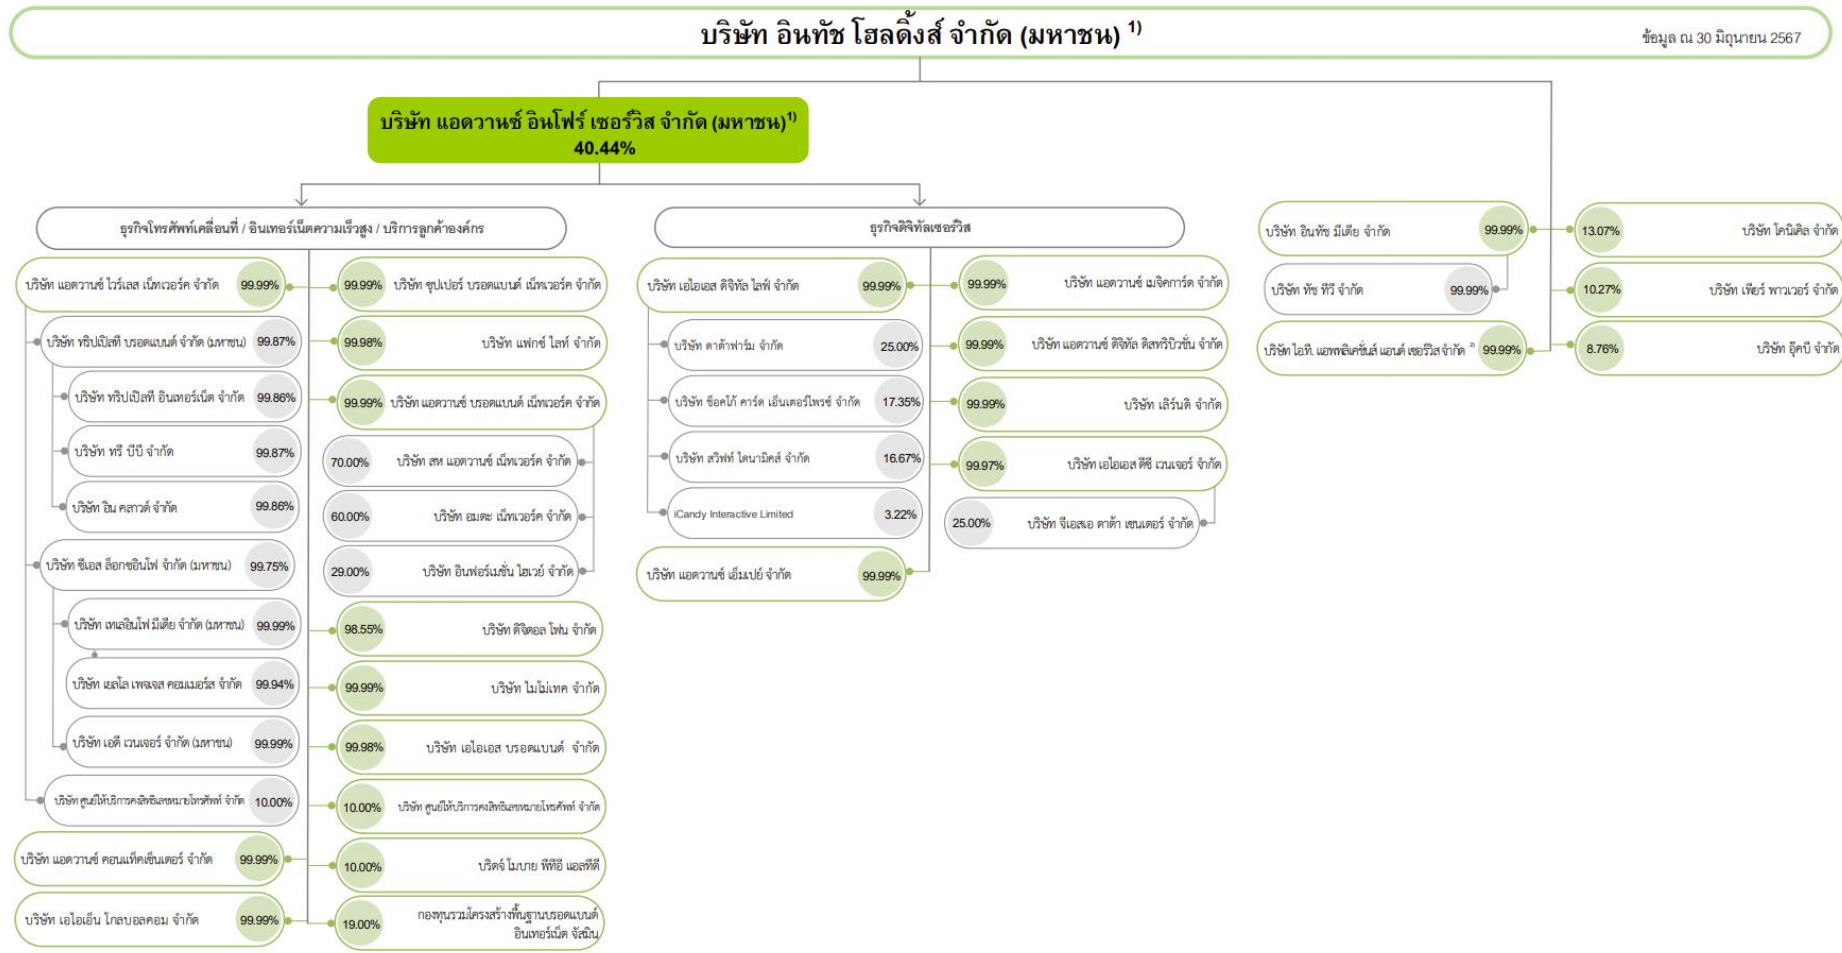 บริษัท อินทัช โฮลดิ้งส์ จำกัด (มหาชน) 1)
ข้อมูล ณ 30 มิถุนายน 2567
บริษัท แอดวานซ์ อินโฟร์ เซอร์วิส จำกัด (มหาชน)1)
40.44%
ธุรกิจโทรศัพท์เคลื่อนที่ / อินเทอร์เน็ตความเร็วสูง / บริการลูกค้าองค์กร
บริษัท แอดวานซ์ ไวร์เลส เน็ทเวอร์ค จำกัด 99.99%
บริษัท ทริปเปิลที บรอดแบนด์ จำกัด (มหาชน) 99.87%
บริษัท ทริปเปิลที อินเทอร์เน็ต จำกัด 99.86%
บริษัท ทรี บีบี จำกัด 99.87%
บริษัท อิน คลาวด์ จำกัด 99.86%
บริษัท ซีเอส ล็อกซอินโฟ จำกัด (มหาชน) 99.75%
บริษัท เทเลอินโฟ มีเดีย จำกัด (มหาชน) 99.99%
บริษัท เยลโล เพจเจส คอมเมอร์ส จำกัด 99.94%
บริษัท เอดี เวนเจอร์ จำกัด (มหาชน) 99.99%
บริษัท ศูนย์ให้บริการคงสิทธิเลขหมายโทรศัพท์ จำกัด 10.00%
บริษัท แอดวานซ์ คอนแท็คเซ็นเตอร์ จำกัด 99.99%
บริษัท เอไอเอ็น โกลบอลคอม จำกัด 99.99%
99.99% บริษัท ซุปเปอร์ บรอดแบนด์ เน็ทเวอร์ค จำกัด
99.98% บริษัท แฟกซ์ ไลท์ จำกัด
99.99% บริษัท แอดวานซ์ บรอดแบนด์ เน็ทเวอร์ค จำกัด
70.00% บริษัท สห แอดวานซ์ เน็ทเวอร์ค จำกัด
60.00% บริษัท อมตะ เน็ทเวอร์ค จำกัด
29.00% บริษัท อินฟอร์เมชั่น ไฮเวย์ จำกัด
98.55% บริษัท ดิจิตอล โฟน จำกัด
99.99% บริษัท ไมโม่เทค จำกัด
99.98% บริษัท เอไอเอส บรอดแบนด์ จำกัด
10.00% บริษัท ศูนย์ให้บริการคงสิทธิเลขหมายโทรศัพท์ จำกัด
10.00% บริดจ์ โมบาย พีทีอี แอลทีดี
19.00% กองทุนรวมโครงสร้างพื้นฐานบรอดแบนด์
อินเทอร์เน็ต จัสมิน
ธุรกิจดิจิทัลเซอร์วิส
บริษัท เอไอเอส ดิจิทัล ไลฟ์ จำกัด 99.99%
บริษัท ดาต้าฟาร์ม จำกัด 25.00%
บริษัท ช็อคโก้ คาร์ด เอ็นเตอร์ไพรซ์ จำกัด 17.35%
บริษัท สวิฟท์ ไดนามิคส์ จำกัด 16.67%
iCandy Interactive Limited 3.22%
บริษัท แอดวานซ์ เอ็มเปย์ จำกัด 99.99%
99.99% บริษัท แอดวานซ์ เมจิคการ์ด จำกัด
99.99% บริษัท แอดวานซ์ ดิจิทัล ดิสทริบิวชั่น จำกัด
99.99% บริษัท เลิร์นดิ จำกัด
99.97% บริษัท เอไอเอส ดีซี เวนเจอร์ จำกัด
25.00% บริษัท จีเอสเอ ดาต้า เซนเตอร์ จำกัด
บริษัท อินทัช มีเดีย จำกัด 99.99%
บริษัท ทัช ทีวี จำกัด 99.99%
บริษัท ไอ.ที. แอพพลิเคชั่นส์ แอนด์ เซอร์วิส จำกัด 2) 99.99%
13.07% บริษัท โคนิเคิล จำกัด
10.27% บริษัท เพียร์ พาวเวอร์ จำกัด
8.76% บริษัท อุ๊คบี จำกัด